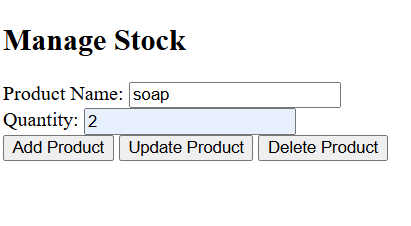 Manage Stock
Product Name: soap
Quantity: 2
Add Product Update Product Delete Product